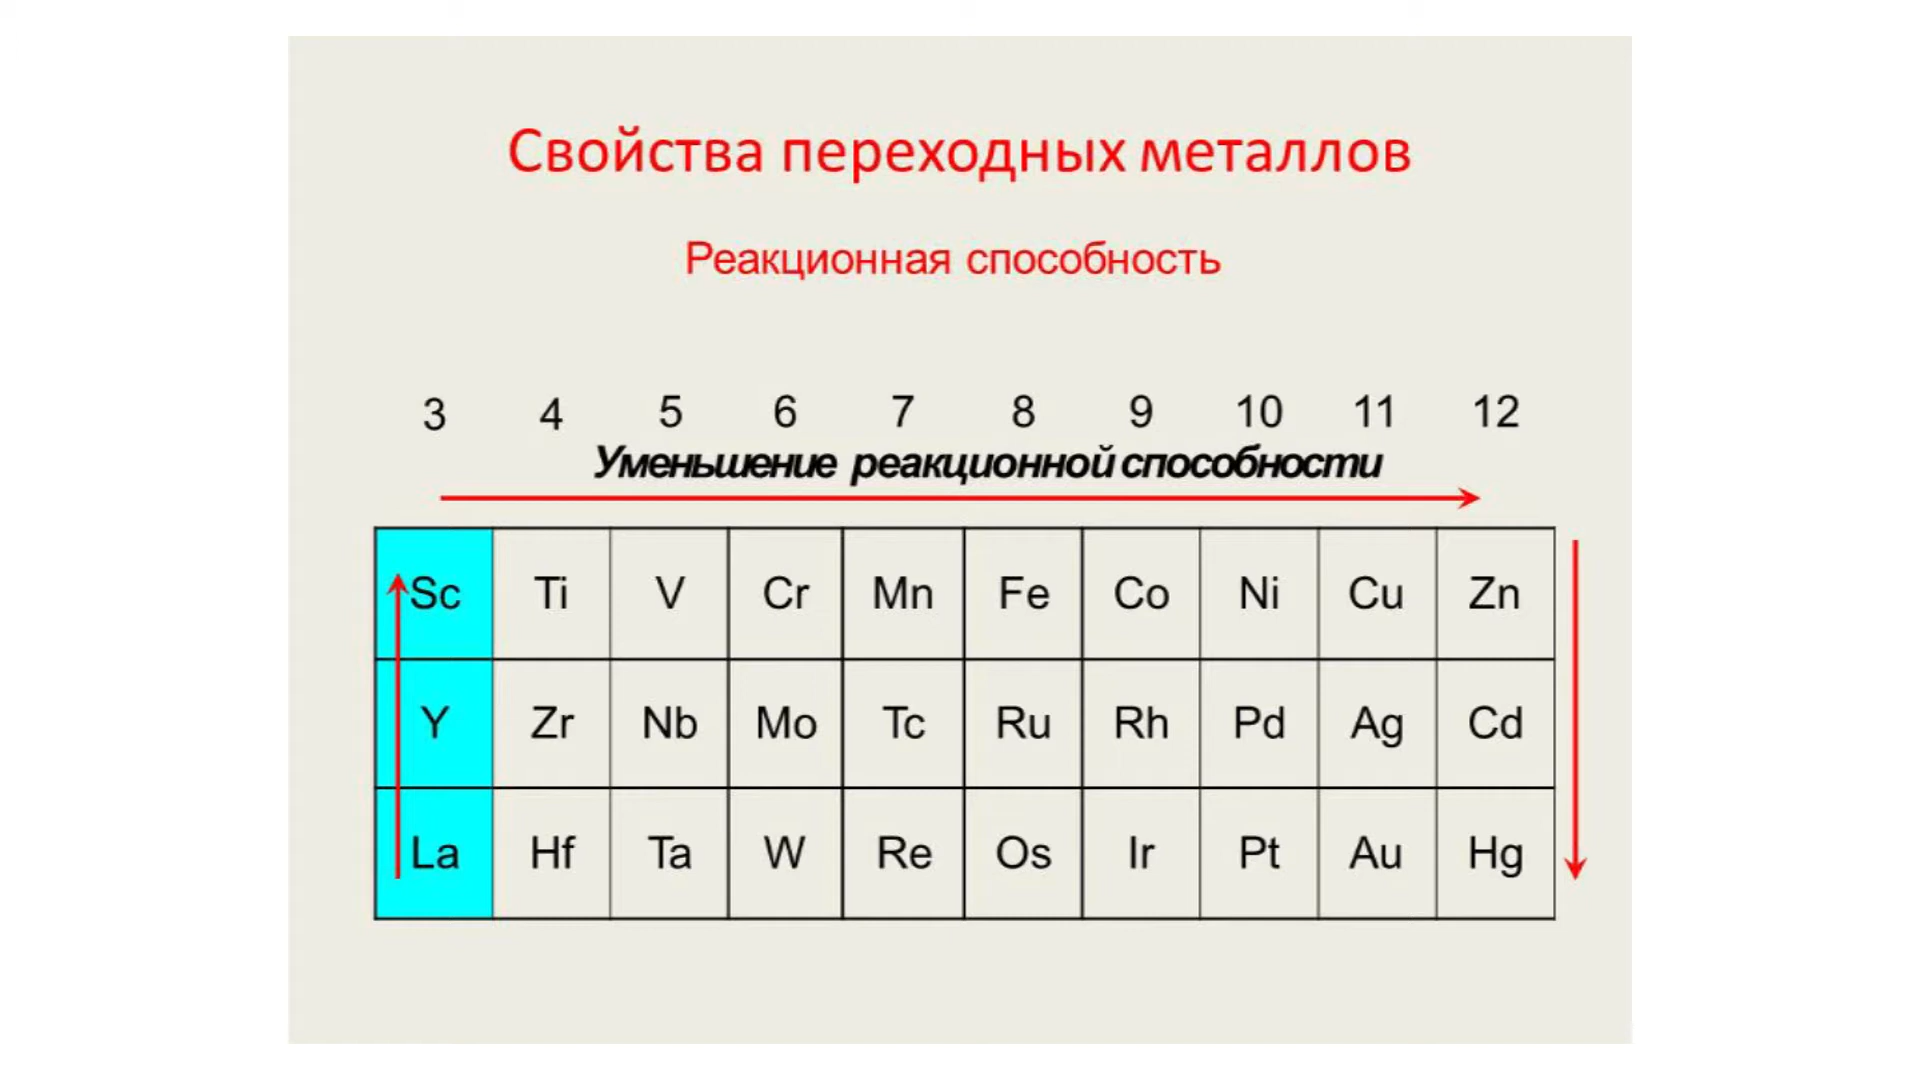 Свойства переходных металлов
Реакционная способность
3 4 5 6 7 8 9 10 11 12
Уменьшение реакционной способности
Sc Ti V Cr Mn Fe Co Ni Cu Zn
Y Zr Nb Mo Tc Ru Rh Pd Ag Cd
La Hf Ta W Re Os Ir Pt Au Hg